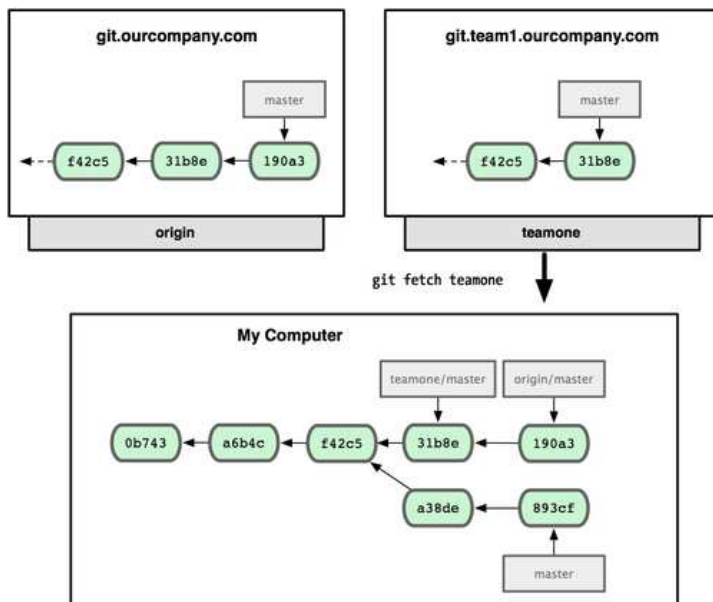 git.ourcompany.com
master
f42c5 31b8e 190a3
origin
git.team1.ourcompany.com
master
f42c5 31b8e
teamone
git fetch teamone
My Computer
teamone/master origin/master
0b743 a6b4c f42c5 31b8e 190a3
a38de 893cf
master